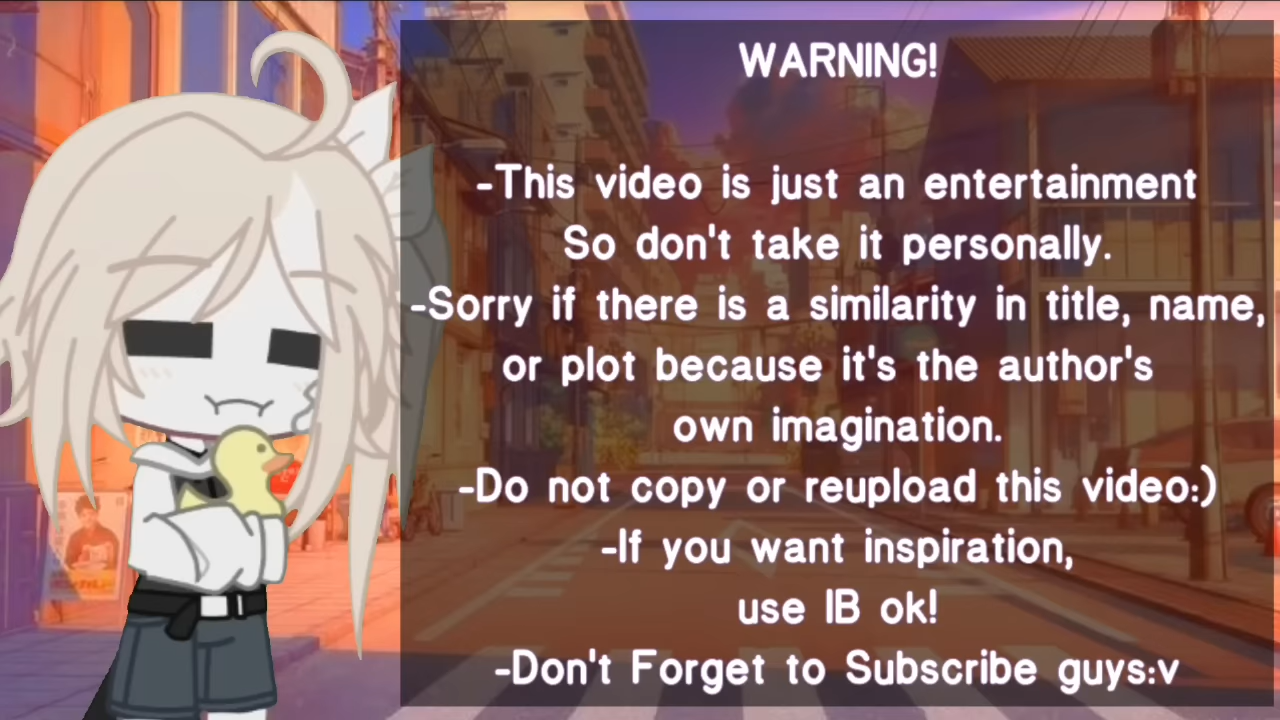 WARNING!
-This video is just an entertainment
So don't take it personally.
-Sorry if there is a similarity in title, name,
or plot because it's the author's
own imagination.
-Do not copy or reupload this video:)
-If you want inspiration,
use IB ok!
-Don't Forget to Subscribe guys:v